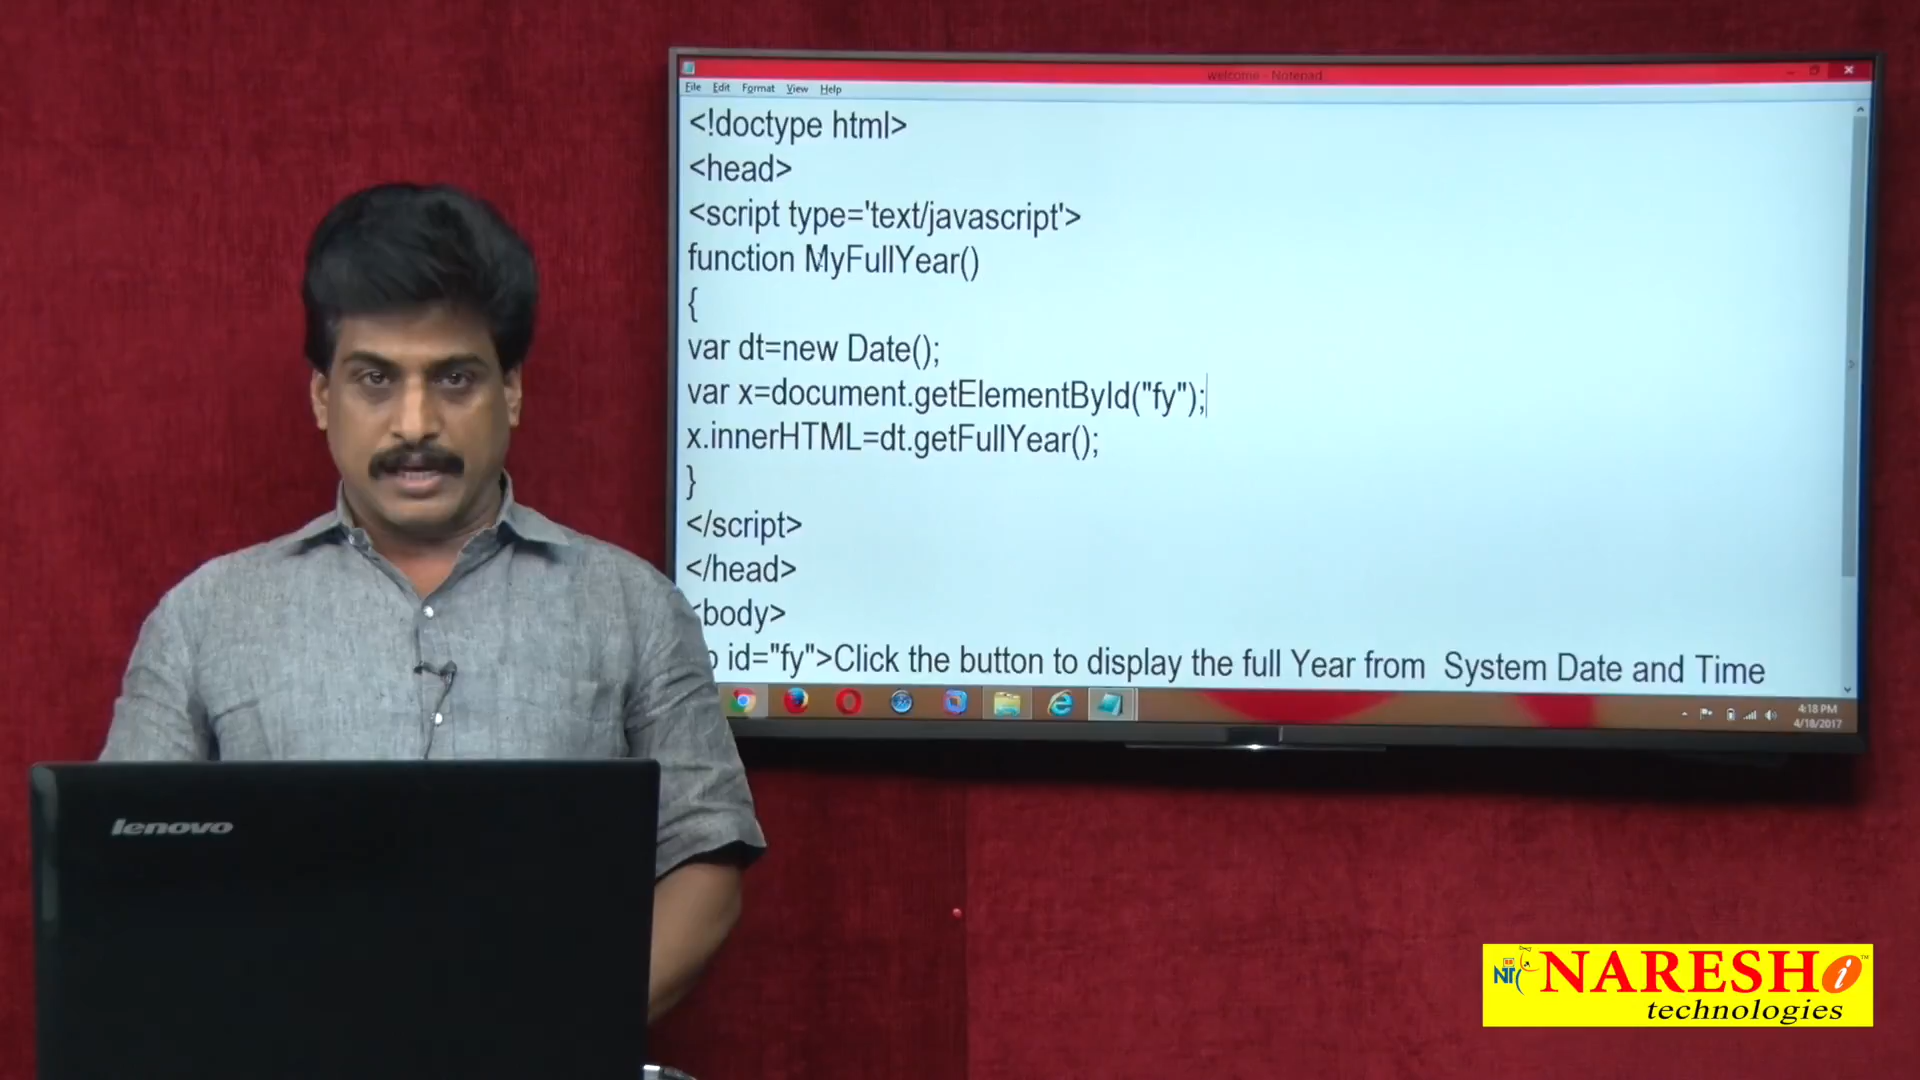 welcome - Notepad
File Edit Format View Help
<!doctype html>
<head>
<script type='text/javascript'>
function MyFullYear()
{
var dt=new Date();
var x=document.getElementById("fy");
x.innerHTML=dt.getFullYear();
}
</script>
</head>
<body>
id="fy">Click the button to display the full Year from  System Date and Time
4:18 PM
4/18/2017
lenovo
NARESH i
technologies